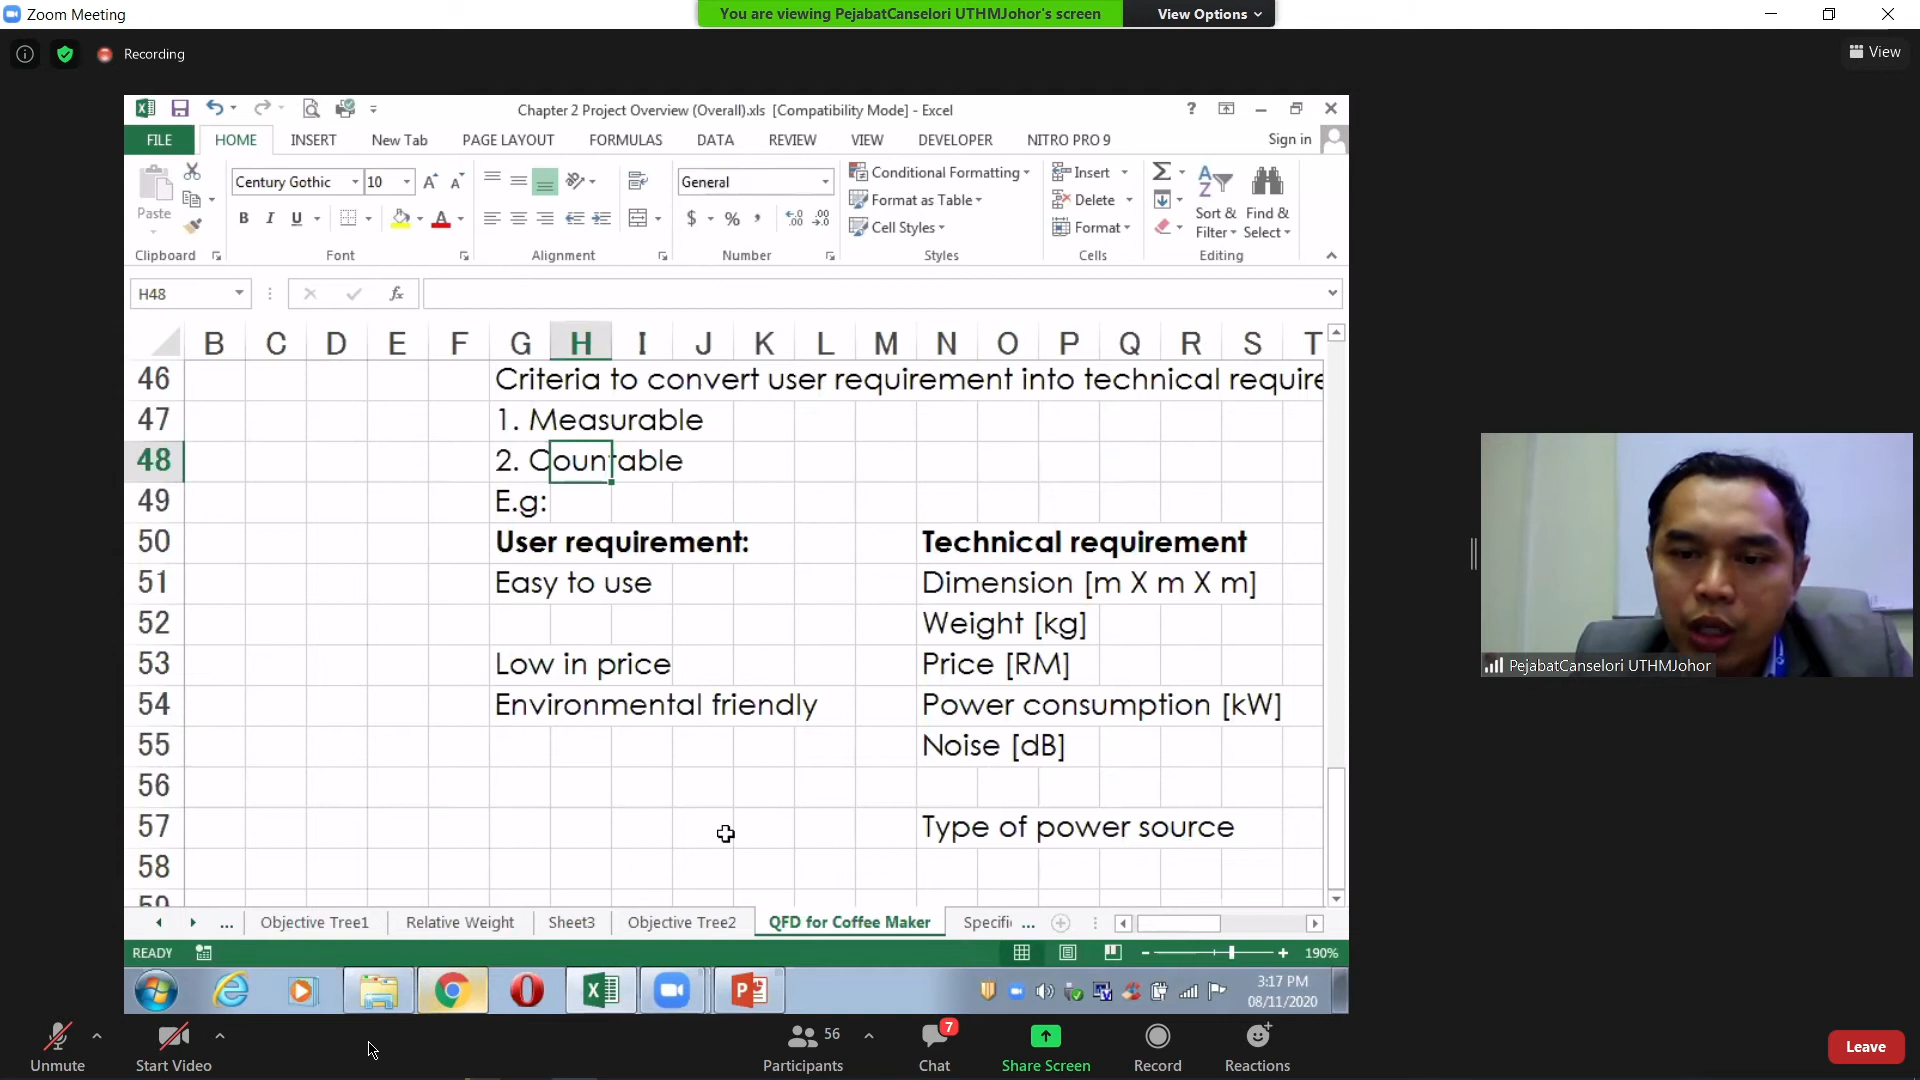 Zoom Meeting
You are viewing PejabatCanselori UTHMJohor's screen
View Options
Recording
View
Chapter 2 Project Overview (Overall).xls [Compatibility Mode] - Excel
FILE HOME INSERT New Tab PAGE LAYOUT FORMULAS DATA REVIEW VIEW DEVELOPER NITRO PRO 9 Sign in
Paste
Century Gothic 10
B I U
General
$ % ,
Conditional Formatting
Format as Table
Cell Styles
Insert
Delete
Format
Sort & Filter
Find & Select
Clipboard Font Alignment Number Styles Cells Editing
H48 fx
B C D E F G H I J K L M N O P Q R S T
46 Criteria to convert user requirement into technical require
47 1. Measurable
48 2. Countable
49 E.g:
50 User requirement: Technical requirement
51 Easy to use Dimension [m X m X m]
52 Weight [kg]
53 Low in price Price [RM]
54 Environmental friendly Power consumption [kW]
55 Noise [dB]
56
57 Type of power source
58
59
... Objective Tree1 Relative Weight Sheet3 Objective Tree2 QFD for Coffee Maker Specifi ...
READY 190%
3:17 PM
08/11/2020
PejabatCanselori UTHMJohor
Unmute
Start Video
56
Participants
7
Chat
Share Screen
Record
Reactions
Leave